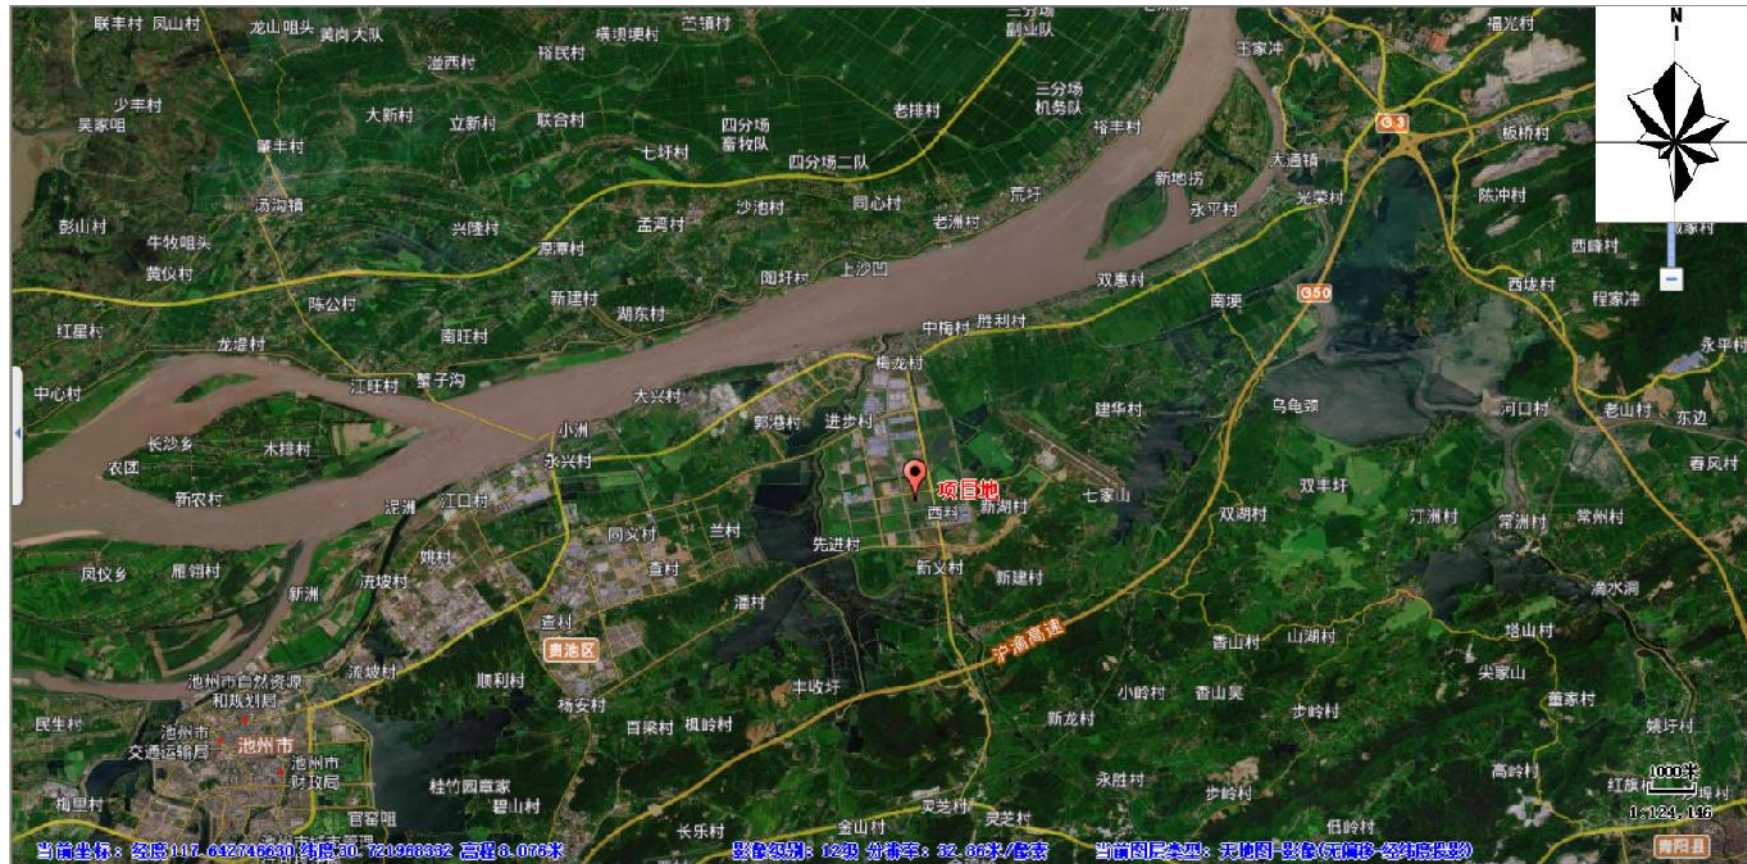 联丰村
凤山村
龙山咀头
黄岗大队
溢西村
裕民村
横坝埂村
苎镇村
三分场
副业队
王家冲
福光村
N
少丰村
吴家咀
大新村
立新村
联合村
四分场
畜牧队
老排村
三分场
机务队
裕丰村
G3
板桥村
肇丰村
七圩村
四分场二队
大通镇
汤沟镇
新地拐
陈冲村
彭山村
牛牧咀头
兴隆村
源潭村
孟湾村
沙池村
同心村
老洲村
荒圩
永平村
光荣村
西峰村
黄仪村
上沙凹
双惠村
陈公村
新建村
湖东村
南埂
G50
西垅村
程家冲
红星村
龙堤村
南旺村
中梅村
胜利村
永平村
中心村
江旺村
蟹子沟
大兴村
梅龙村
郭港村
进步村
建华村
乌龟颈
河口村
老山村
东边
长沙乡
木排村
小洲
农团
永兴村
春风村
新农村
泥洲
江口村
项目地
西料
新湖村
七家山
双丰圩
双湖村
汀洲村
常洲村
常州村
同义村
兰村
先进村
凤仪乡
雁翎村
姚村
流坡村
新洲
查村
新义村
新建村
滴水洞
潘村
查村
贵池区
沪渝高速
香山村
山湖村
塔山村
流坡村
池州市自然资源
和规划局
顺利村
丰收圩
小岭村
香山吴
尖家山
董家村
民生村
杨安村
百梁村
枫岭村
新龙村
步岭村
姚圩村
池州市
交通运输局
池州市
池州市
财政局
桂竹园章家
碧山村
永胜村
步岭村
高岭村
红旗村
1000米
1:124,116
梅里村
官窑咀
长乐村
金山村
灵芝村
灵芝村
低岭村
青阳县
当前坐标：经度117.642746630 纬度30.721968332 高程8.076米
影像级别：12级 分辨率：32.86米/像素
当前图层类型：天地图-影像(无偏移-经纬度投影)